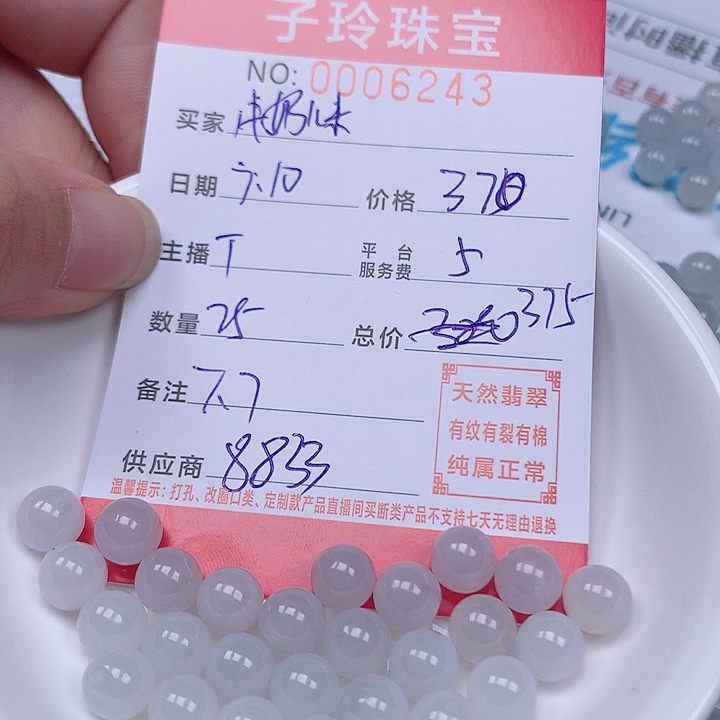 子玲珠宝
NO: 0006243
买家
日期 7.10 价格 370
主播 T 平台服务费 5
数量 25 总价 375
备注 7.7
供应商 8833
天然翡翠
有纹有裂有棉
纯属正常
温馨提示：打孔、改圈口类、定制款产品直播间买断类产品不支持七天无理由退换